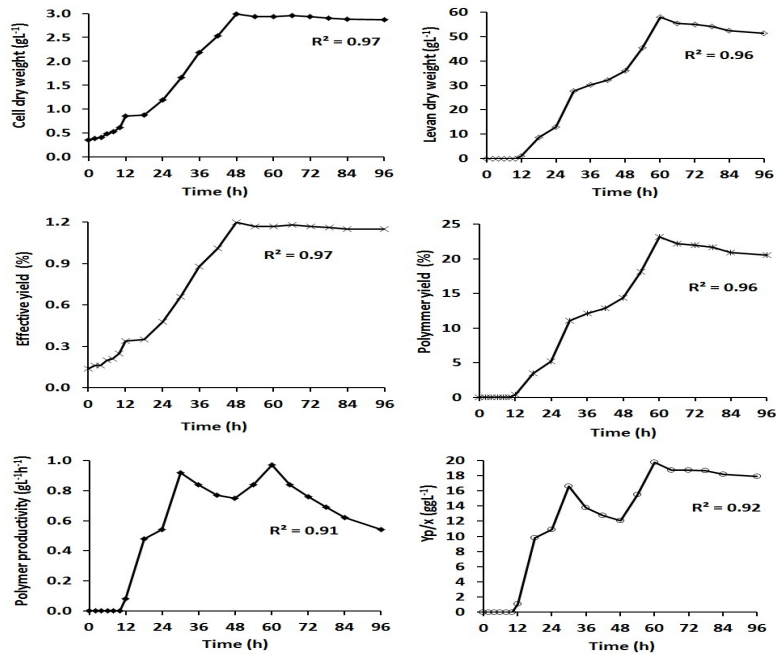 Cell dry weight (gL-1)
3.0
2.5
2.0
1.5
1.0
0.5
0.0
R² = 0.97
0 12 24 36 48 60 72 84 96
Time (h)
Levan dry weight (gL-1)
60
50
40
30
20
10
0
R² = 0.96
0 12 24 36 48 60 72 84 96
Time (h)
Effective yield (%)
1.2
0.9
0.6
0.3
0.0
R² = 0.97
0 12 24 36 48 60 72 84 96
Time (h)
Polymmer yield (%)
25
20
15
10
5
0
R² = 0.96
0 12 24 36 48 60 72 84 96
Time (h)
Polymer productivity (gL-1h-1)
1.0
0.8
0.6
0.4
0.2
0.0
R² = 0.91
0 12 24 36 48 60 72 84 96
Time (h)
Yp/x (ggL-1)
20
18
16
14
12
10
8
6
4
2
0
R² = 0.92
0 12 24 36 48 60 72 84 96
Time (h)